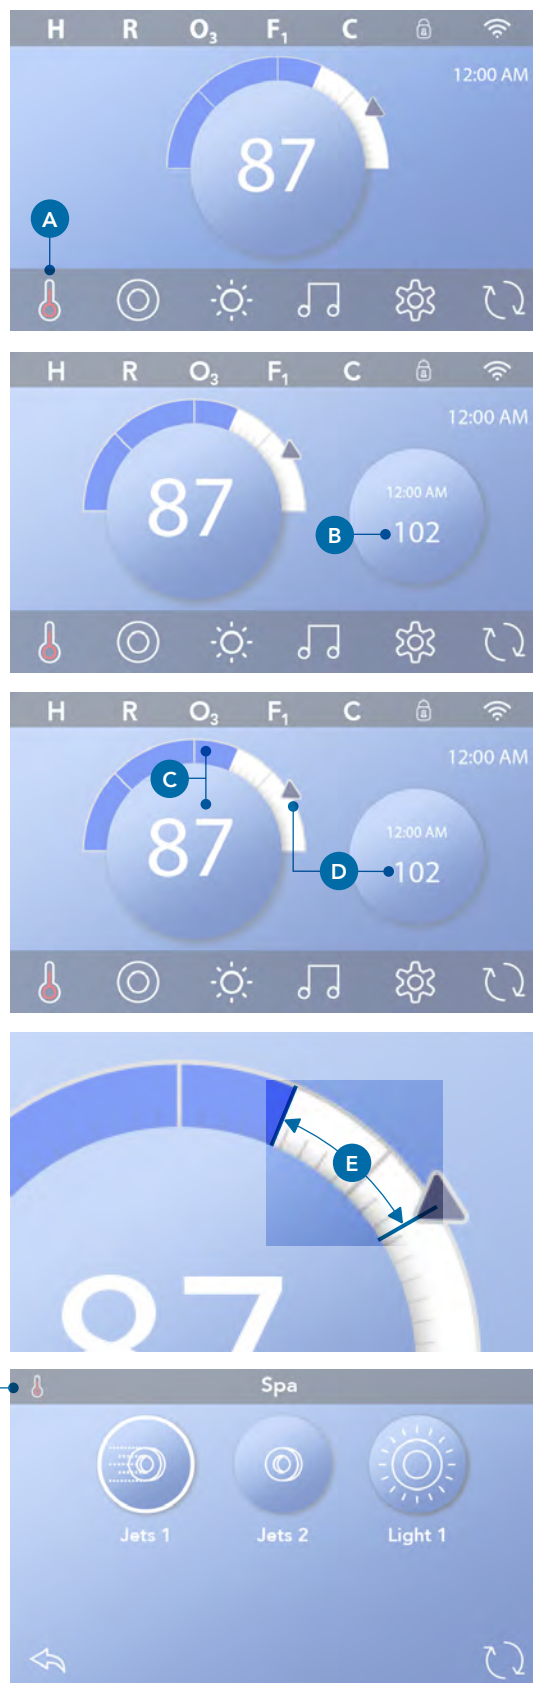 H R O₃ F₁ C
12:00 AM
87
A
H R O₃ F₁ C
12:00 AM
87
12:00 AM
B
102
H R O₃ F₁ C
12:00 AM
C
87
12:00 AM
D
102
E
87
Spa
Jets 1 Jets 2 Light 1